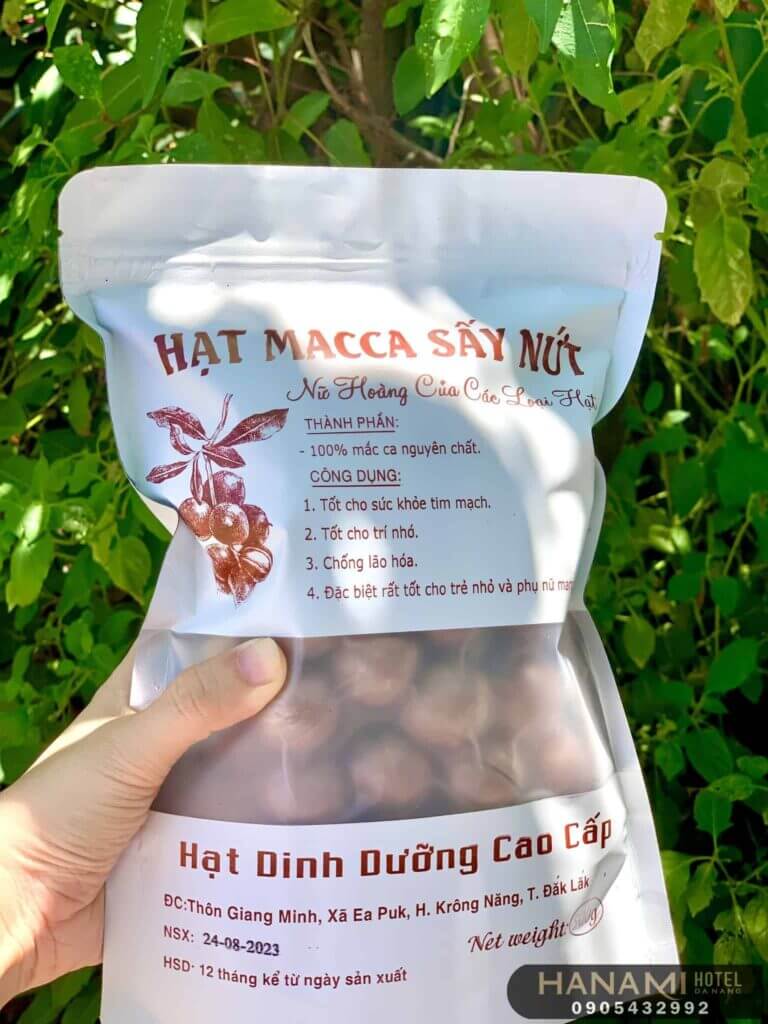 HẠT MACCA SẤY NỨT
Nữ Hoàng Của Các Loại Hạt
THÀNH PHẦN:
- 100% mắc ca nguyên chất.
CÔNG DỤNG:
1. Tốt cho sức khỏe tim mạch.
2. Tốt cho trí nhó.
3. Chống lão hóa.
4. Đặc biệt rất tốt cho trẻ nhỏ và phụ nữ
Hạt Dinh Dưỡng Cao Cấp
ĐC:Thôn Giang Minh, Xã Ea Puk, H. Krông Năng, T. Đắk Lắk
NSX: 24-08-2023
Net weight:
HSD: 12 tháng kể từ ngày sản xuất
HANAMI HOTEL
DA NANG
0905432992